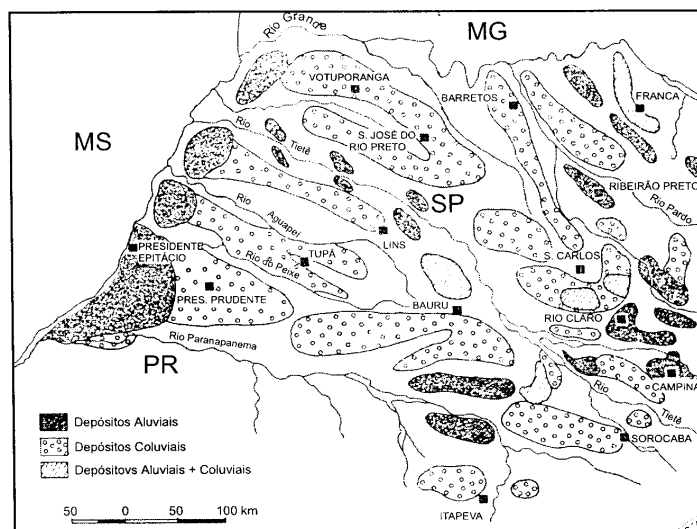 Rio Grande
MG
VOTUPORANGA
BARRETOS
FRANCA
S. JOSÉ DO
RIO PRETO
MS
Rio
Tietê
RIBEIRÃO PRETO
Rio Pardo
SP
Rio
Aguapeí
LINS
PRESIDENTE
EPITÁCIO
TUPÃ
Rio do Peixe
S. CARLOS
PRES. PRUDENTE
BAURU
RIO CLARO
PR
Rio Paranapanema
CAMPINA
Rio
Tietê
Depósitos Aluviais
Depósitos Coluviais
Depósitovs Aluviais + Coluviais
SOROCABA
50 0 50 100 km
ITAPEVA